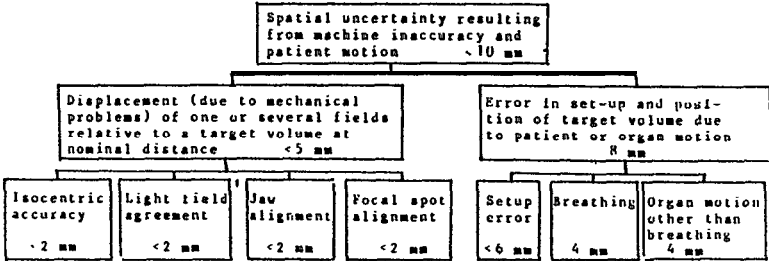 Spatial uncertainty resulting
from machine inaccuracy and
patient motion ~10 mm
Displacement (due to mechanical
problems) of one or several fields
relative to a target volume at
nominal distance <5 mm
Error in set-up and posi-
tion of target volume due
to patient or organ motion
8 mm
Isocentric
accuracy
~2 mm
Light field
agreement
<2 mm
Jaw
alignment
<2 mm
Focal spot
alignment
<2 mm
Setup
error
<6 mm
Breathing
4 mm
Organ motion
other than
breathing
4 mm